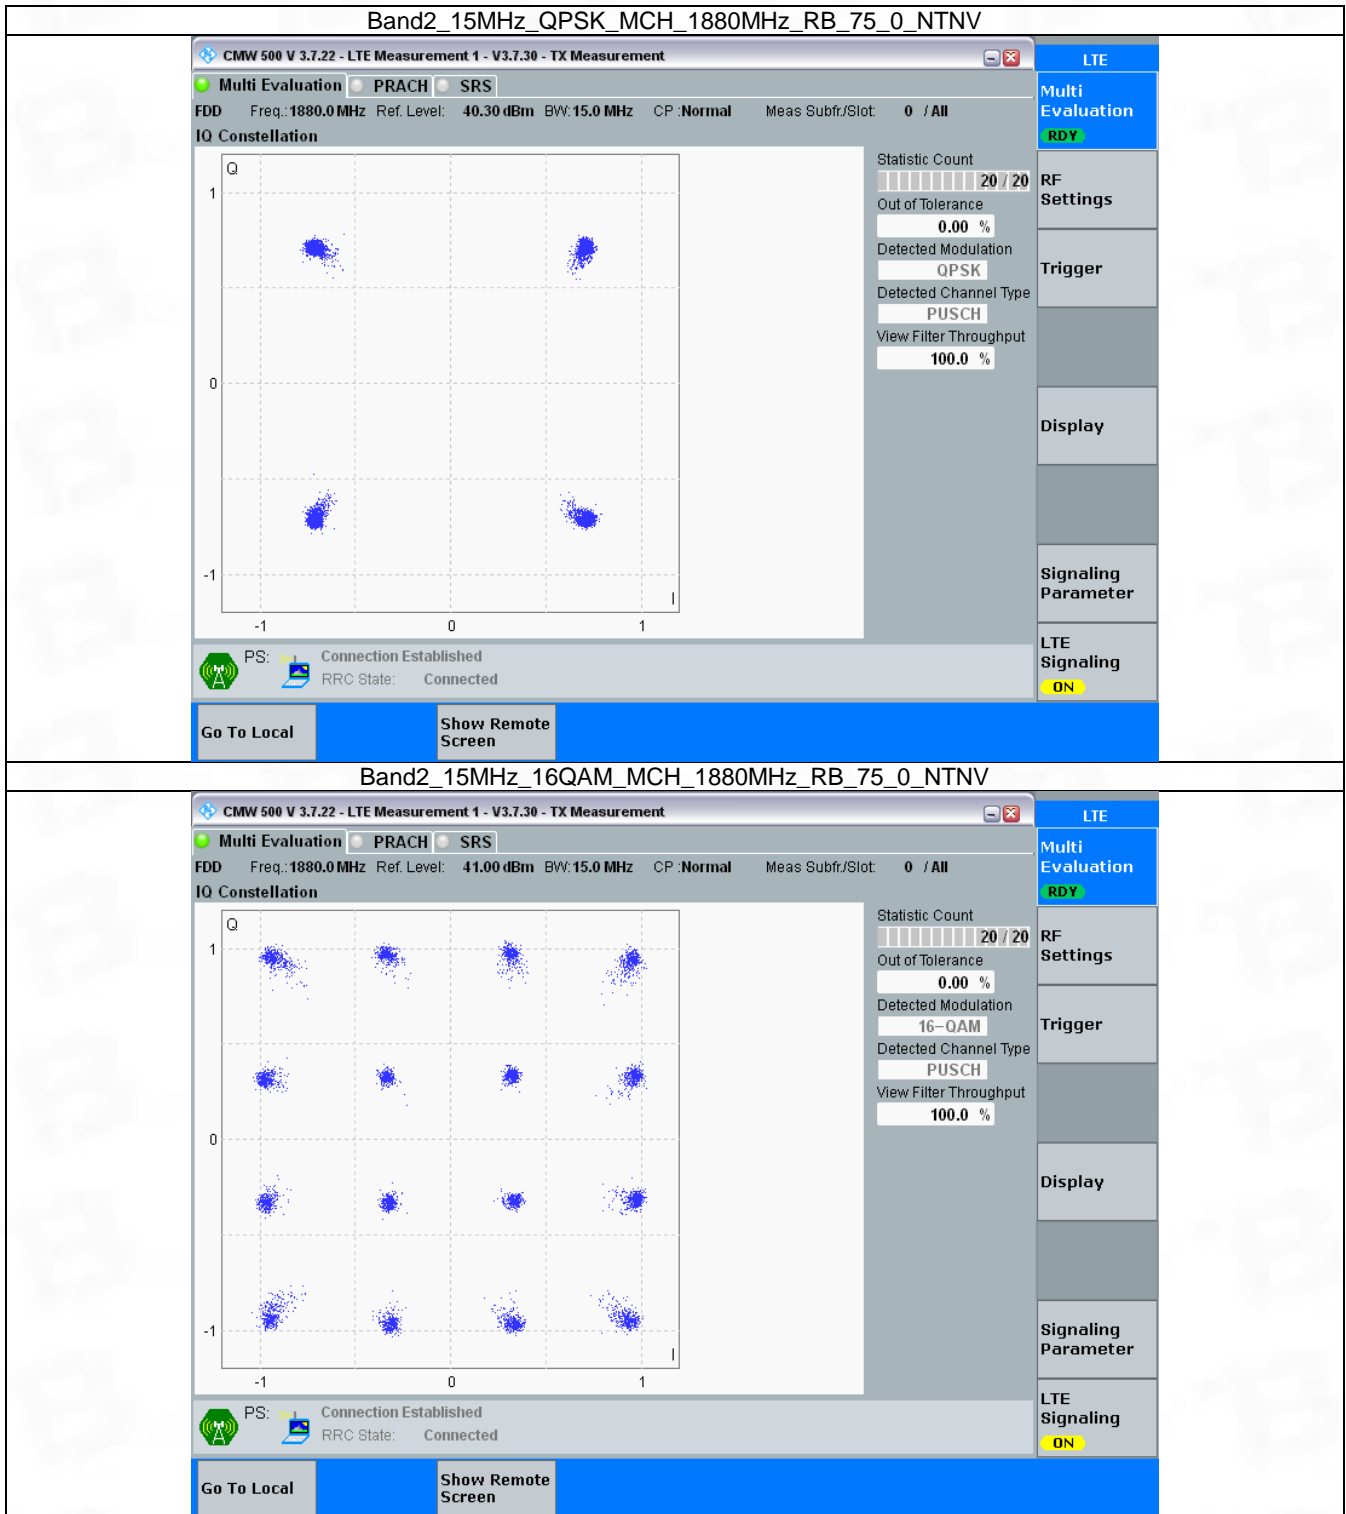 Band2_15MHz_QPSK_MCH_1880MHz_RB_75_0_NTNV
CMW 500 V 3.7.22 - LTE Measurement 1 - V3.7.30 - TX Measurement
LTE
Multi Evaluation PRACH SRS
Multi
Evaluation
RDY
FDD Freq.: 1880.0 MHz Ref. Level: 40.30 dBm BW: 15.0 MHz CP : Normal Meas Subfr./Slot: 0 / All
IQ Constellation
Q
1
0
-1
I
-1 0 1
Statistic Count
20 / 20
Out of Tolerance
0.00 %
Detected Modulation
QPSK
Detected Channel Type
PUSCH
View Filter Throughput
100.0 %
RF
Settings
Trigger
Display
Signaling
Parameter
LTE
Signaling
ON
PS: Connection Established
RRC State: Connected
Go To Local
Show Remote
Screen
Band2_15MHz_16QAM_MCH_1880MHz_RB_75_0_NTNV
CMW 500 V 3.7.22 - LTE Measurement 1 - V3.7.30 - TX Measurement
LTE
Multi Evaluation PRACH SRS
Multi
Evaluation
RDY
FDD Freq.: 1880.0 MHz Ref. Level: 41.00 dBm BW: 15.0 MHz CP : Normal Meas Subfr./Slot: 0 / All
IQ Constellation
Q
1
0
-1
I
-1 0 1
Statistic Count
20 / 20
Out of Tolerance
0.00 %
Detected Modulation
16-QAM
Detected Channel Type
PUSCH
View Filter Throughput
100.0 %
RF
Settings
Trigger
Display
Signaling
Parameter
LTE
Signaling
ON
PS: Connection Established
RRC State: Connected
Go To Local
Show Remote
Screen